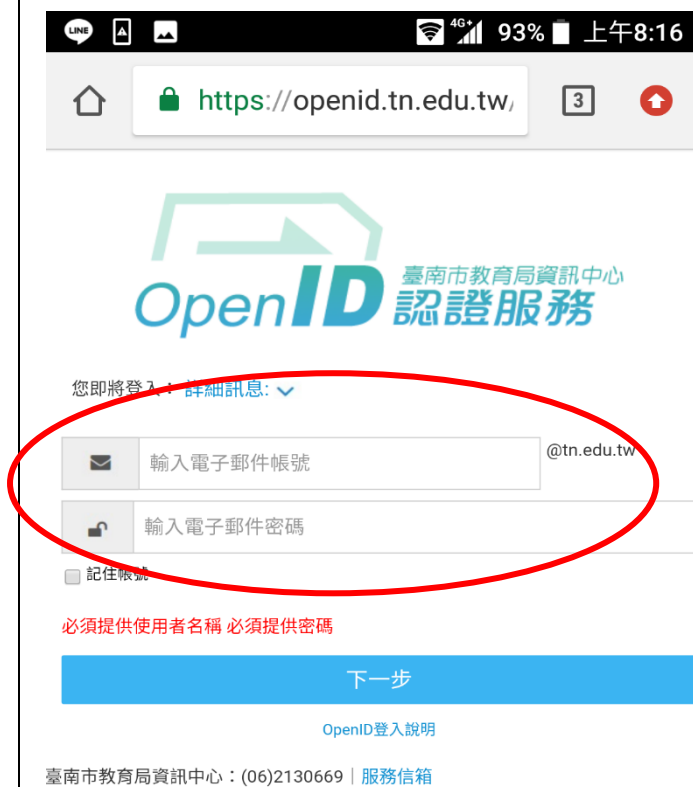 LINE A 4G+ 93% 上午8:16
https://openid.tn.edu.tw/ 3
臺南市教育局資訊中心
OpenID 認證服務
您即將登入： 詳細訊息:
輸入電子郵件帳號 @tn.edu.tw
輸入電子郵件密碼
記住帳號
必須提供使用者名稱 必須提供密碼
下一步
OpenID登入說明
臺南市教育局資訊中心：(06)2130669｜服務信箱